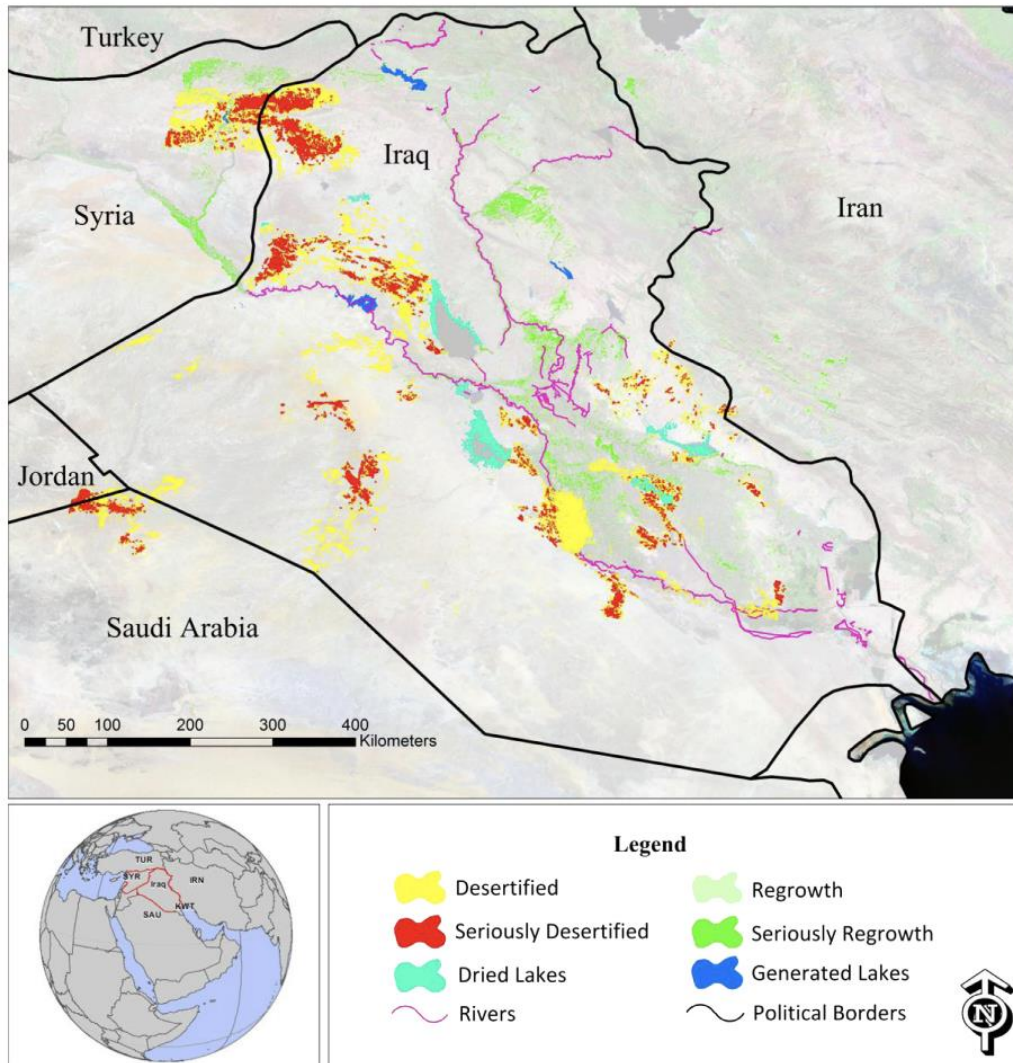 Turkey
Iraq
Syria
Iran
Jordan
Saudi Arabia
0 50 100 200 300 400
Kilometers
TUR
SYR
Iraq
IRN
SAU
KWT
Legend
Desertified
Regrowth
Seriously Desertified
Seriously Regrowth
Dried Lakes
Generated Lakes
Rivers
Political Borders
N